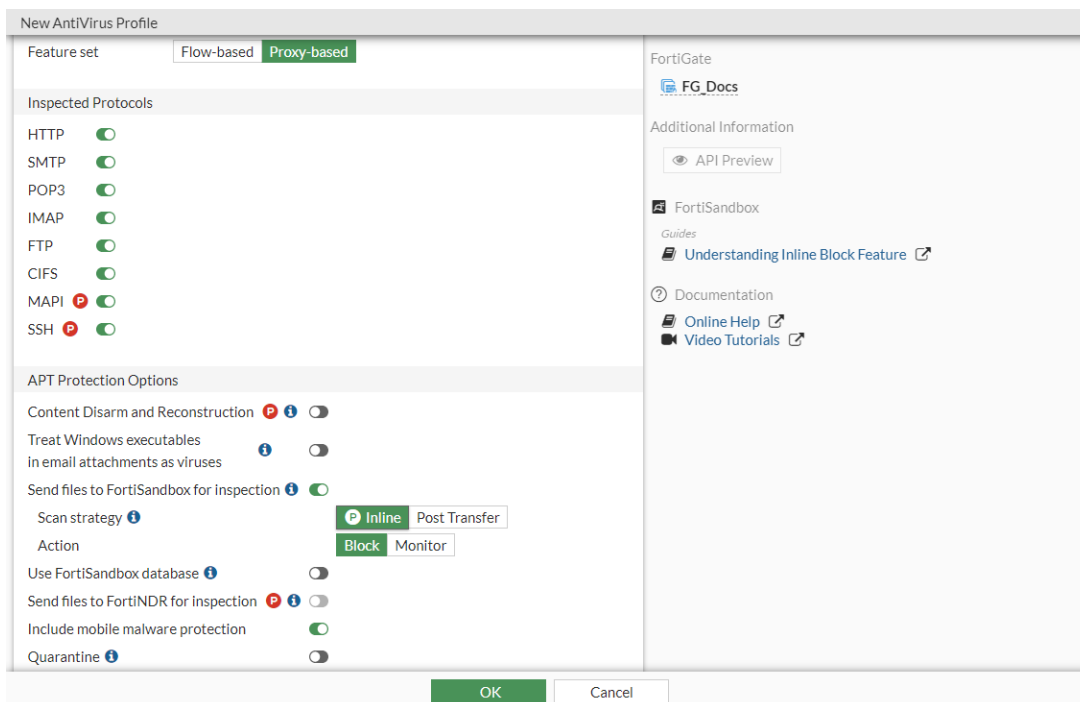 New AntiVirus Profile
Feature set Flow-based Proxy-based
Inspected Protocols
HTTP
SMTP
POP3
IMAP
FTP
CIFS
MAPI P
SSH P
APT Protection Options
Content Disarm and Reconstruction P i
Treat Windows executables
in email attachments as viruses i
Send files to FortiSandbox for inspection i
Scan strategy i P Inline Post Transfer
Action Block Monitor
Use FortiSandbox database i
Send files to FortiNDR for inspection P i
Include mobile malware protection
Quarantine i
OK Cancel
FortiGate
FG_Docs
Additional Information
API Preview
FortiSandbox
Guides
Understanding Inline Block Feature
? Documentation
Online Help
Video Tutorials